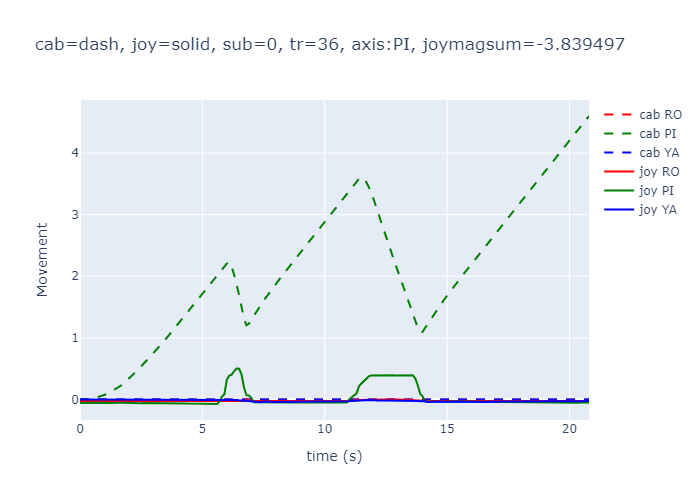 cab=dash, joy=solid, sub=0, tr=36, axis:PI, joymagsum=-3.839497
cab RO
cab PI
cab YA
joy RO
joy PI
joy YA
Movement
4
3
2
1
0
0 5 10 15 20
time (s)